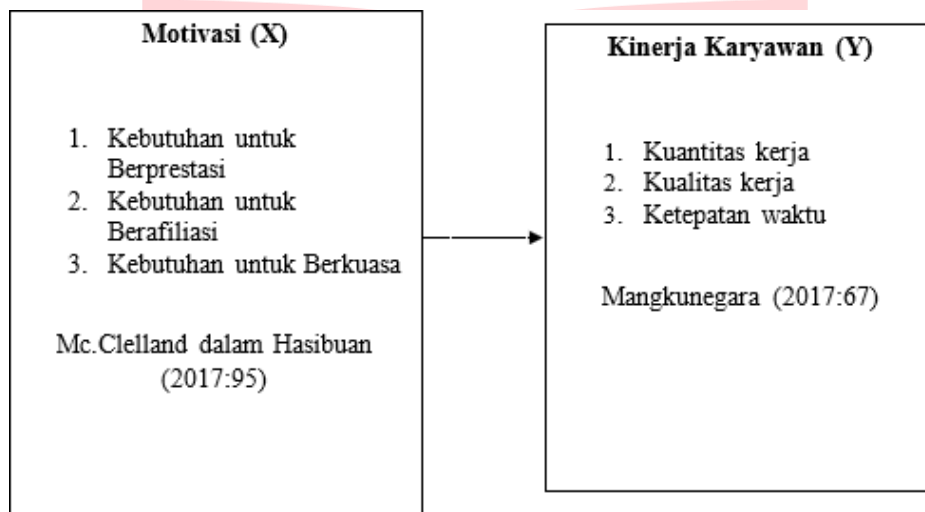 Motivasi (X)
1. Kebutuhan untuk
Berprestasi
2. Kebutuhan untuk
Berafiliasi
3. Kebutuhan untuk Berkuasa
Mc.Clelland dalam Hasibuan
(2017:95)
Kinerja Karyawan (Y)
1. Kuantitas kerja
2. Kualitas kerja
3. Ketepatan waktu
Mangkunegara (2017:67)